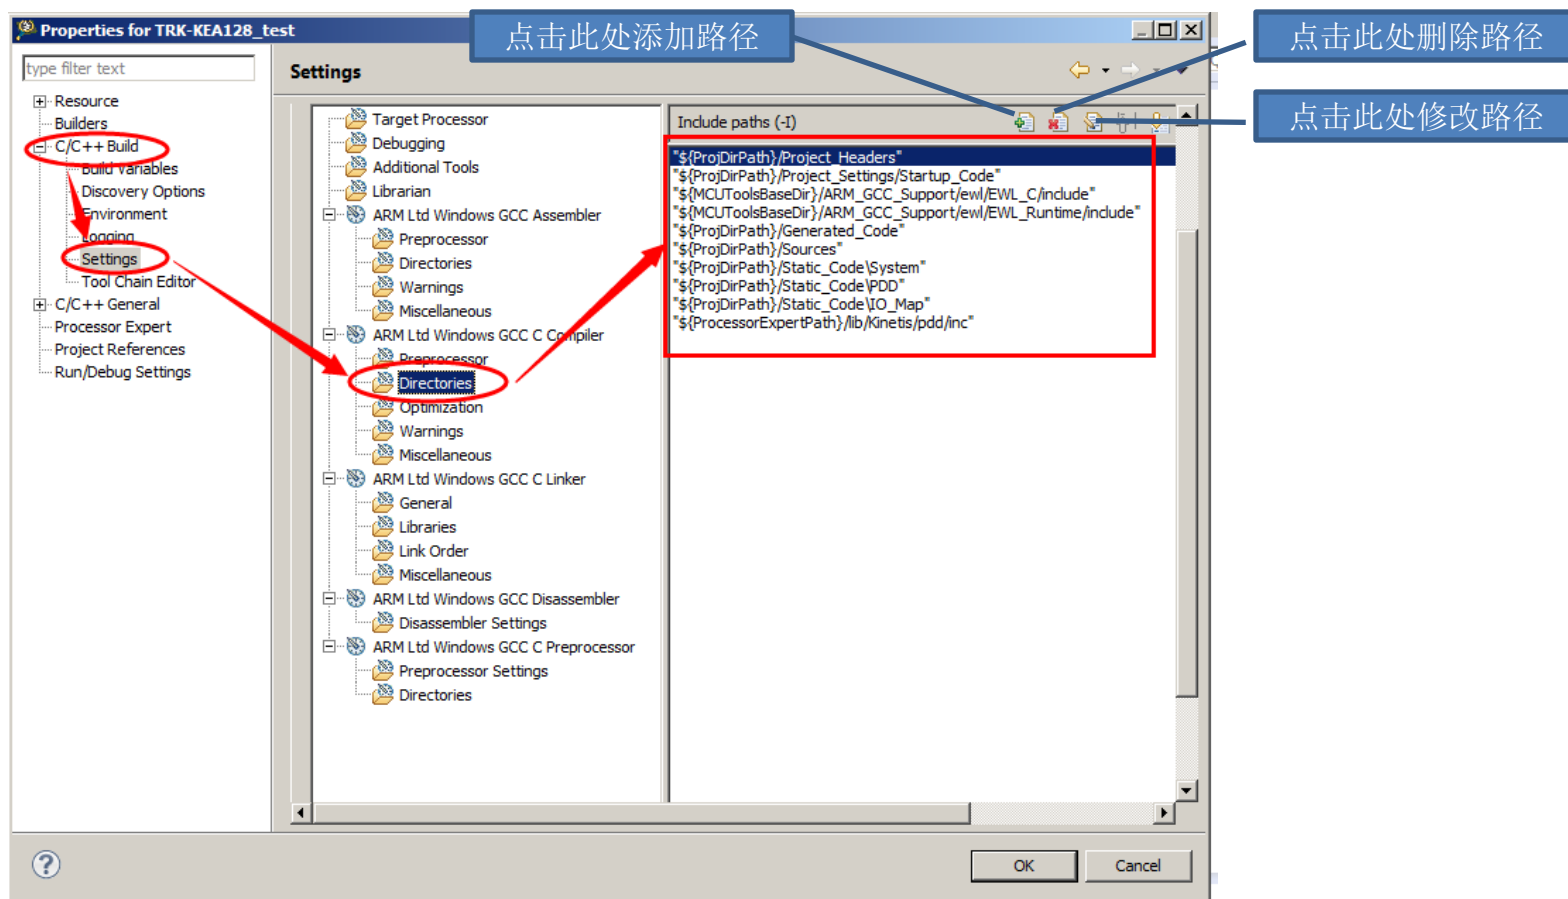 Properties for TRK-KEA128_test
点击此处添加路径
点击此处删除路径
type filter text
Settings
点击此处修改路径
Resource
Builders
C/C++ Build
Build Variables
Discovery Options
Environment
Logging
Settings
Tool Chain Editor
C/C++ General
Processor Expert
Project References
Run/Debug Settings
Target Processor
Debugging
Additional Tools
Librarian
ARM Ltd Windows GCC Assembler
Preprocessor
Directories
Warnings
Miscellaneous
ARM Ltd Windows GCC C Compiler
Preprocessor
Directories
Optimization
Warnings
Miscellaneous
ARM Ltd Windows GCC C Linker
General
Libraries
Link Order
Miscellaneous
ARM Ltd Windows GCC Disassembler
Disassembler Settings
ARM Ltd Windows GCC C Preprocessor
Preprocessor Settings
Directories
Include paths (-I)
"${ProjDirPath}/Project_Headers"
"${ProjDirPath}/Project_Settings/Startup_Code"
"${MCUToolsBaseDir}/ARM_GCC_Support/ewl/EWL_C/include"
"${MCUToolsBaseDir}/ARM_GCC_Support/ewl/EWL_Runtime/include"
"${ProjDirPath}/Generated_Code"
"${ProjDirPath}/Sources"
"${ProjDirPath}/Static_Code\System"
"${ProjDirPath}/Static_Code\PDD"
"${ProjDirPath}/Static_Code\IO_Map"
"${ProcessorExpertPath}/lib/Kinetis/pdd/inc"
OK
Cancel